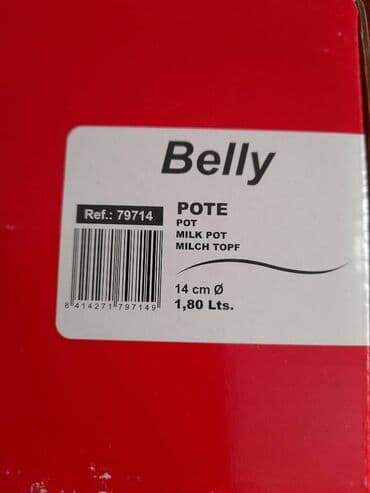 Belly
Ref.: 79714
POTE
POT
MILK POT
MILCH TOPF
14 cm Ø
1,80 Lts.
8 414271 797149